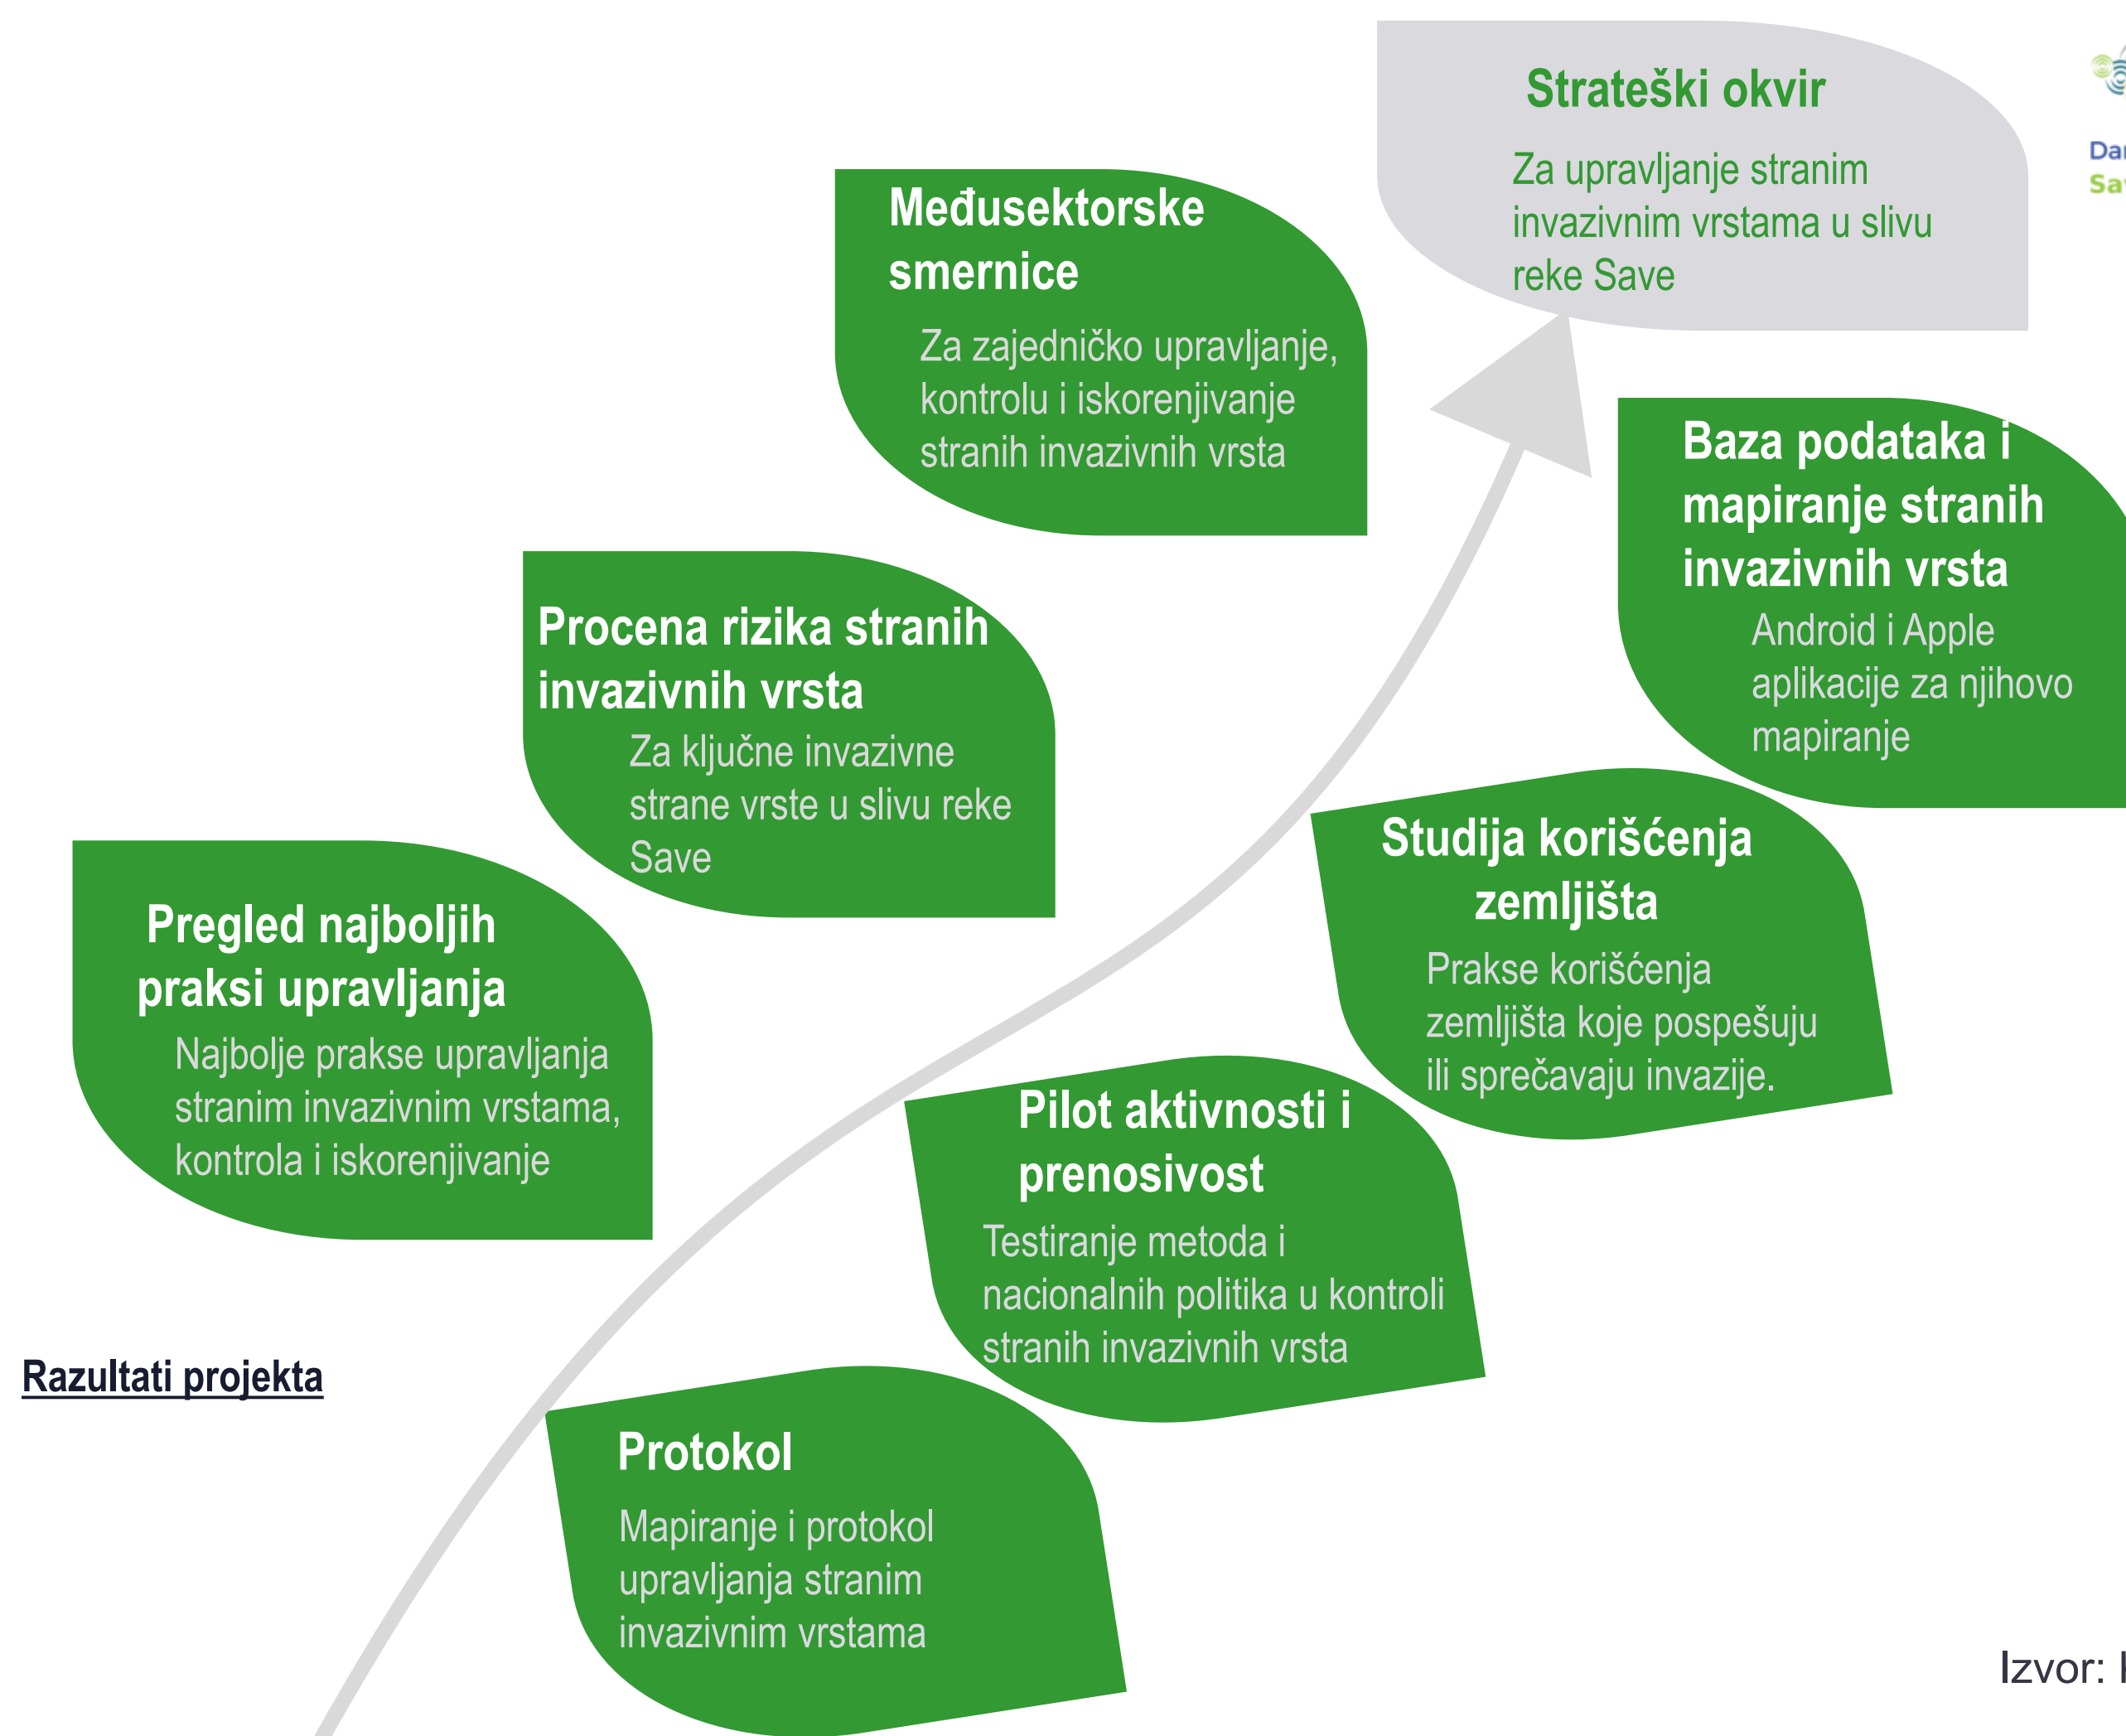 Strateški okvir
Za upravljanje stranim
invazivnim vrstama u slivu
reke Save
Međusektorske
smernice
Za zajedničko upravljanje,
kontrolu i iskorenjivanje
stranih invazivnih vrsta
Baza podataka i
mapiranje stranih
invazivnih vrsta
Android i Apple
aplikacije za njihovo
mapiranje
Procena rizika stranih
invazivnih vrsta
Za ključne invazivne
strane vrste u slivu reke
Save
Studija korišćenja
zemljišta
Prakse korišćenja
zemljišta koje pospešuju
ili sprečavaju invazije.
Pregled najboljih
praksi upravljanja
Najbolje prakse upravljanja
stranim invazivnim vrstama,
kontrola i iskorenjivanje
Pilot aktivnosti i
prenosivost
Testiranje metoda i
nacionalnih politika u kontroli
stranih invazivnih vrsta
Razultati projekta
Protokol
Mapiranje i protokol
upravljanja stranim
invazivnim vrstama
Izvor: